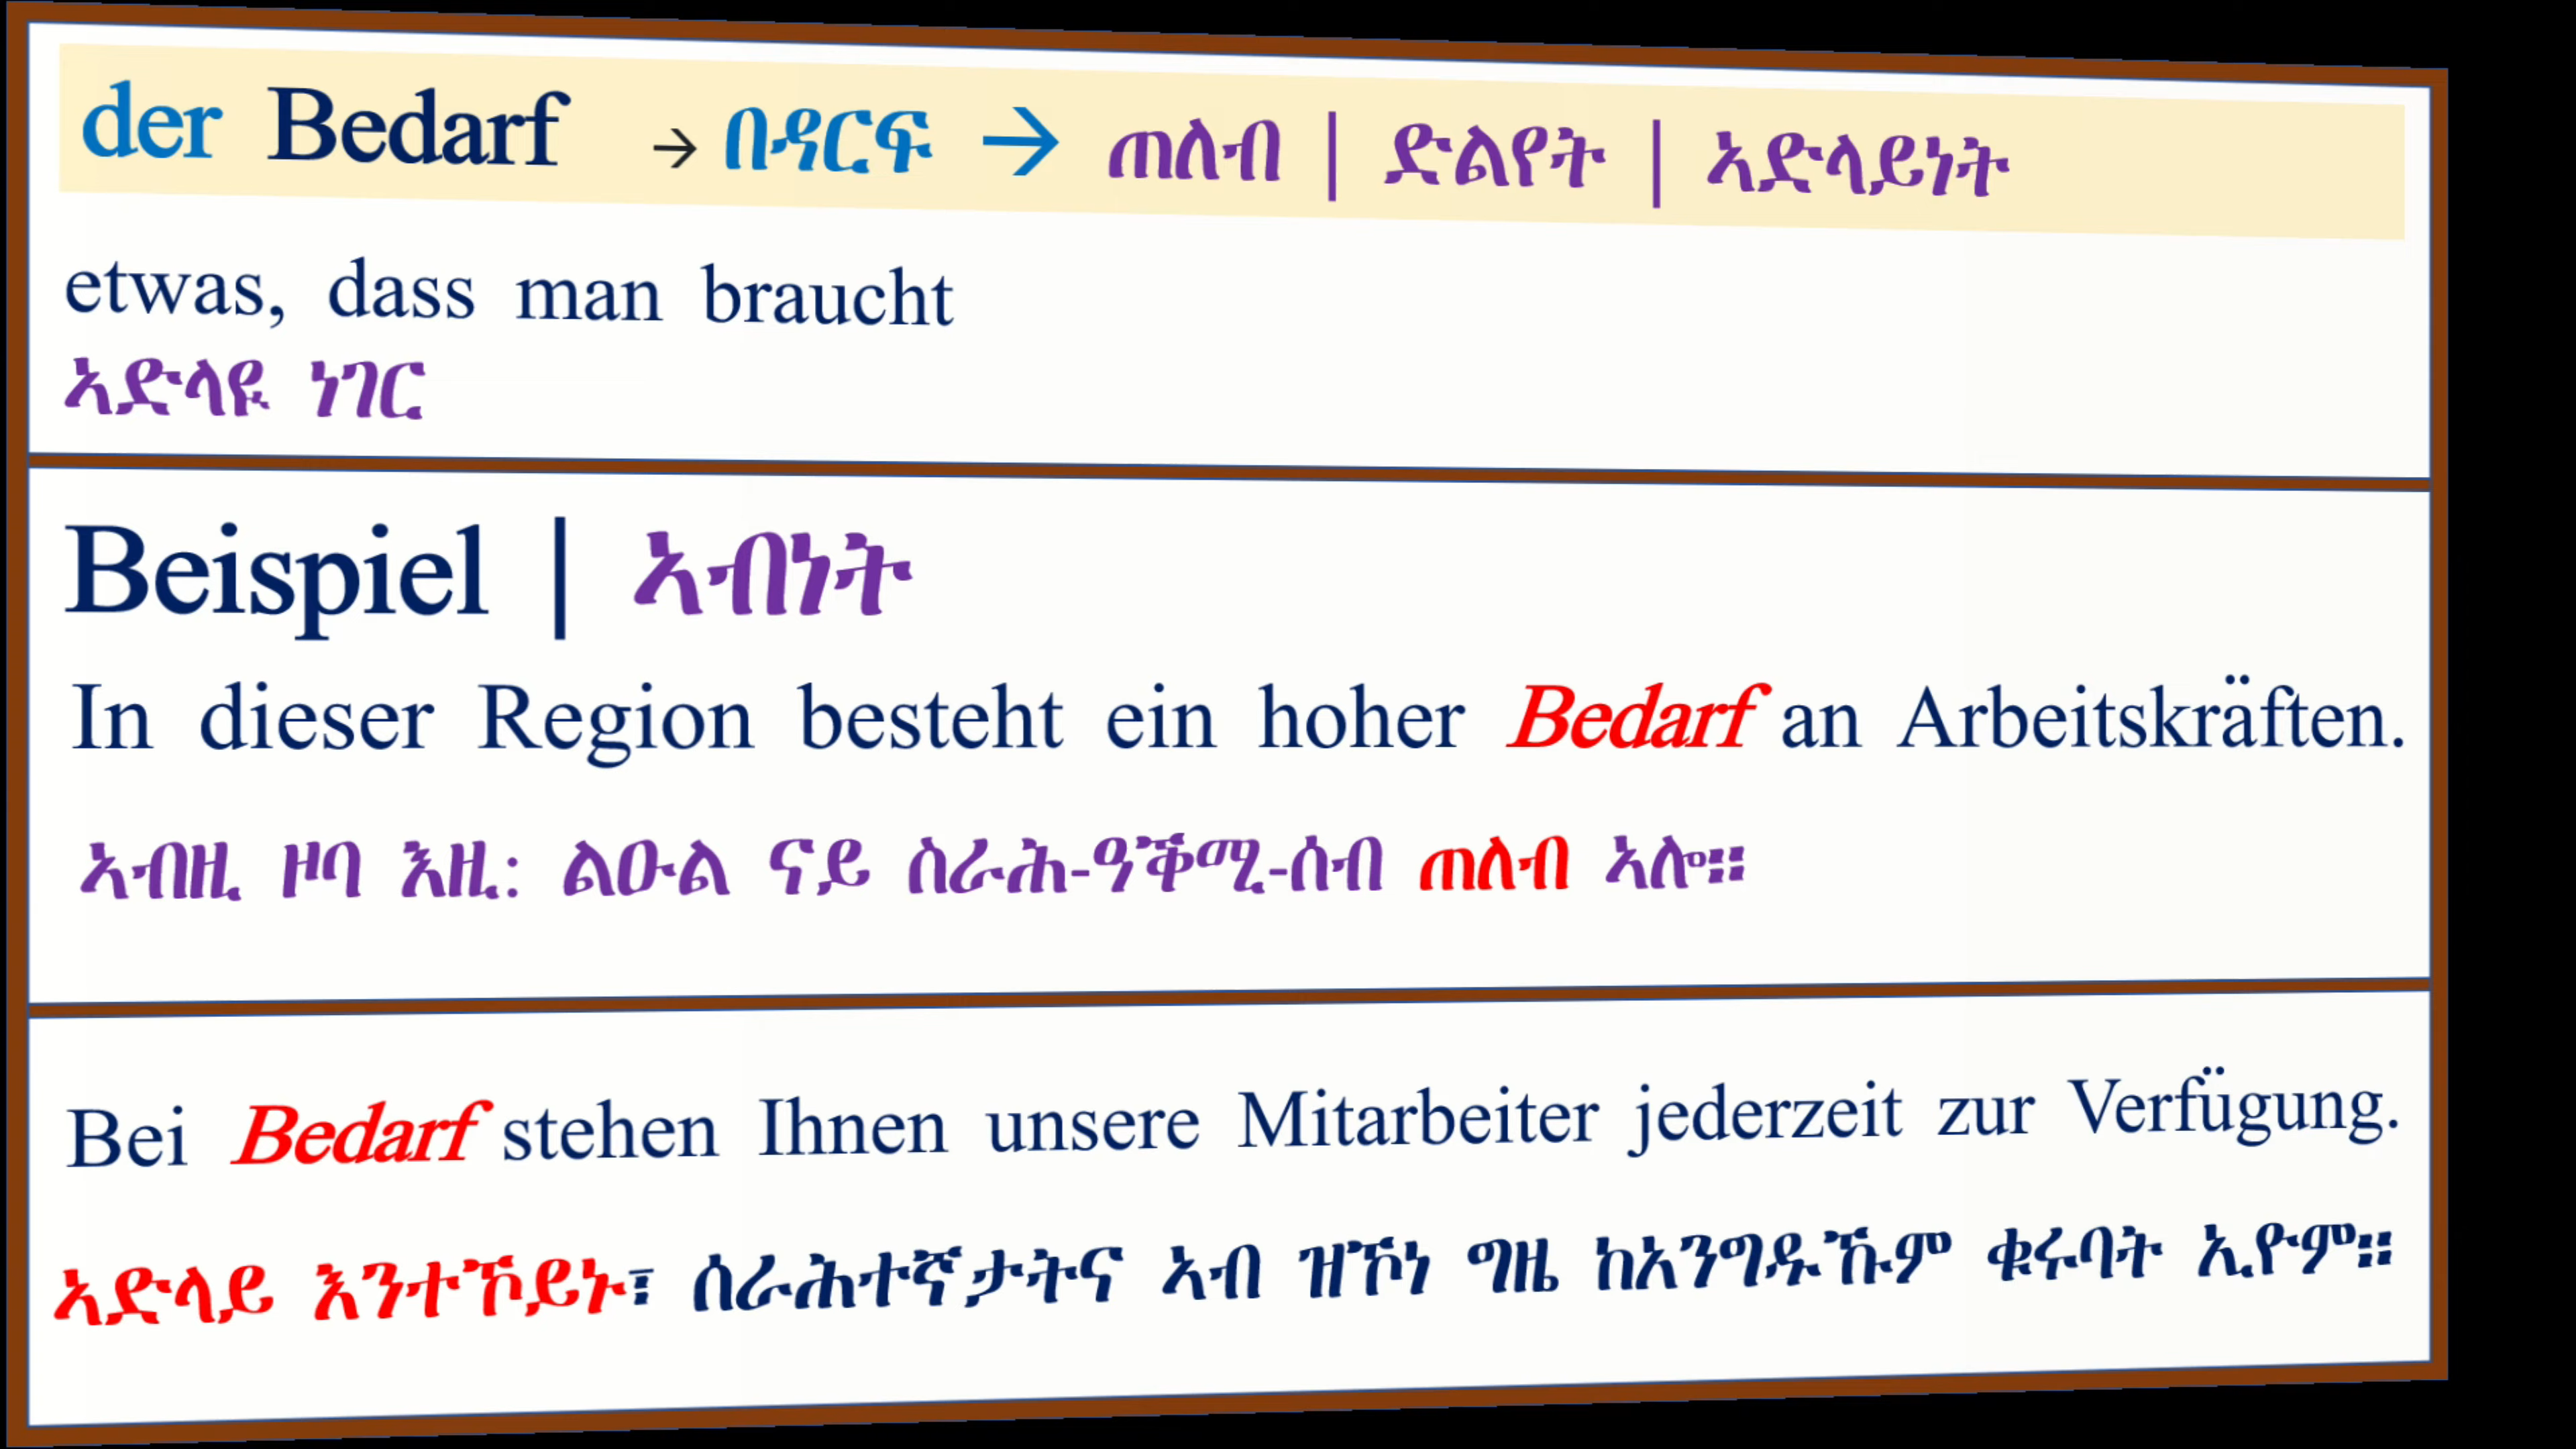 der Bedarf → በዳርፍ → ጠለብ | ድልየት | ኣድላይነት
etwas, dass man braucht
ኣድላዪ ነገር
Beispiel | ኣብነት
In dieser Region besteht ein hoher Bedarf an Arbeitskräften.
ኣብዚ ዞባ እዚ: ልዑል ናይ ስራሕ-ዓቕሚ-ሰብ ጠለብ ኣሎ።
Bei Bedarf stehen Ihnen unsere Mitarbeiter jederzeit zur Verfügung.
ኣድላይ እንተኾይኑ፣ ሰራሕተኛታትና ኣብ ዝኾነ ግዜ ከአንግዱኹም ቁሩባት ኢዮም።